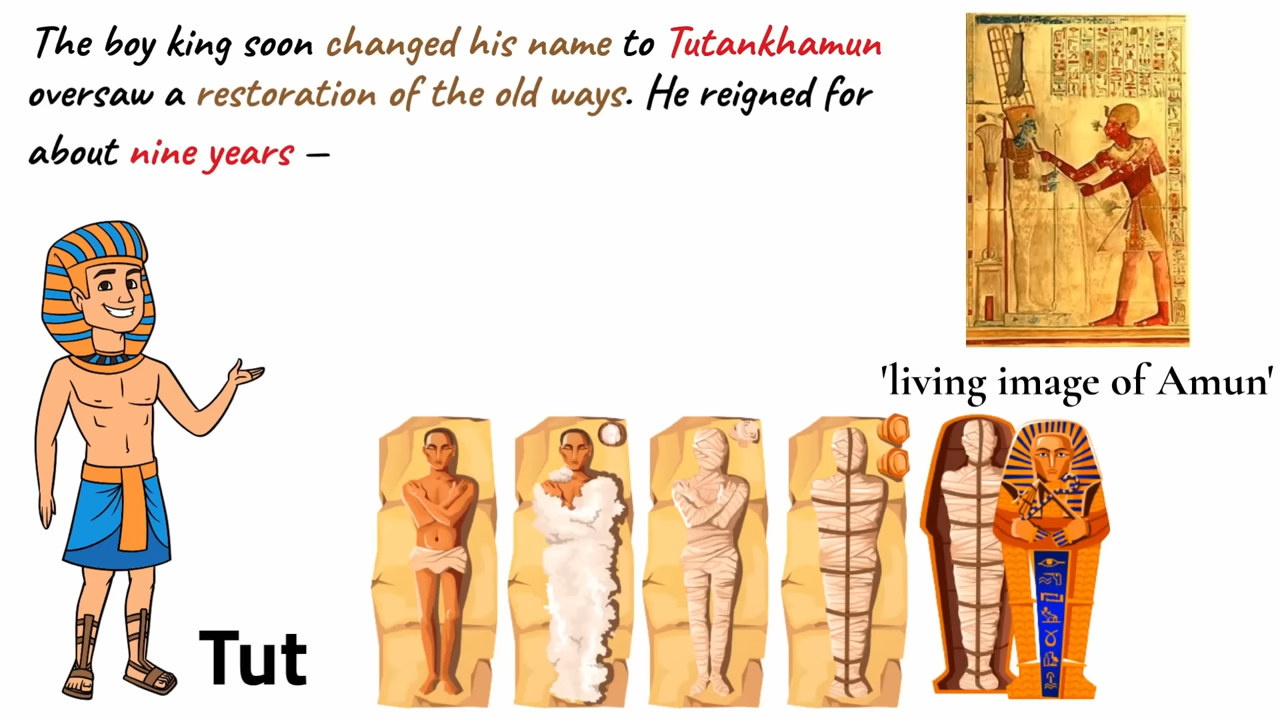 The boy king soon changed his name to Tutankhamun
oversaw a restoration of the old ways. He reigned for
about nine years –
'living image of Amun'
Tut